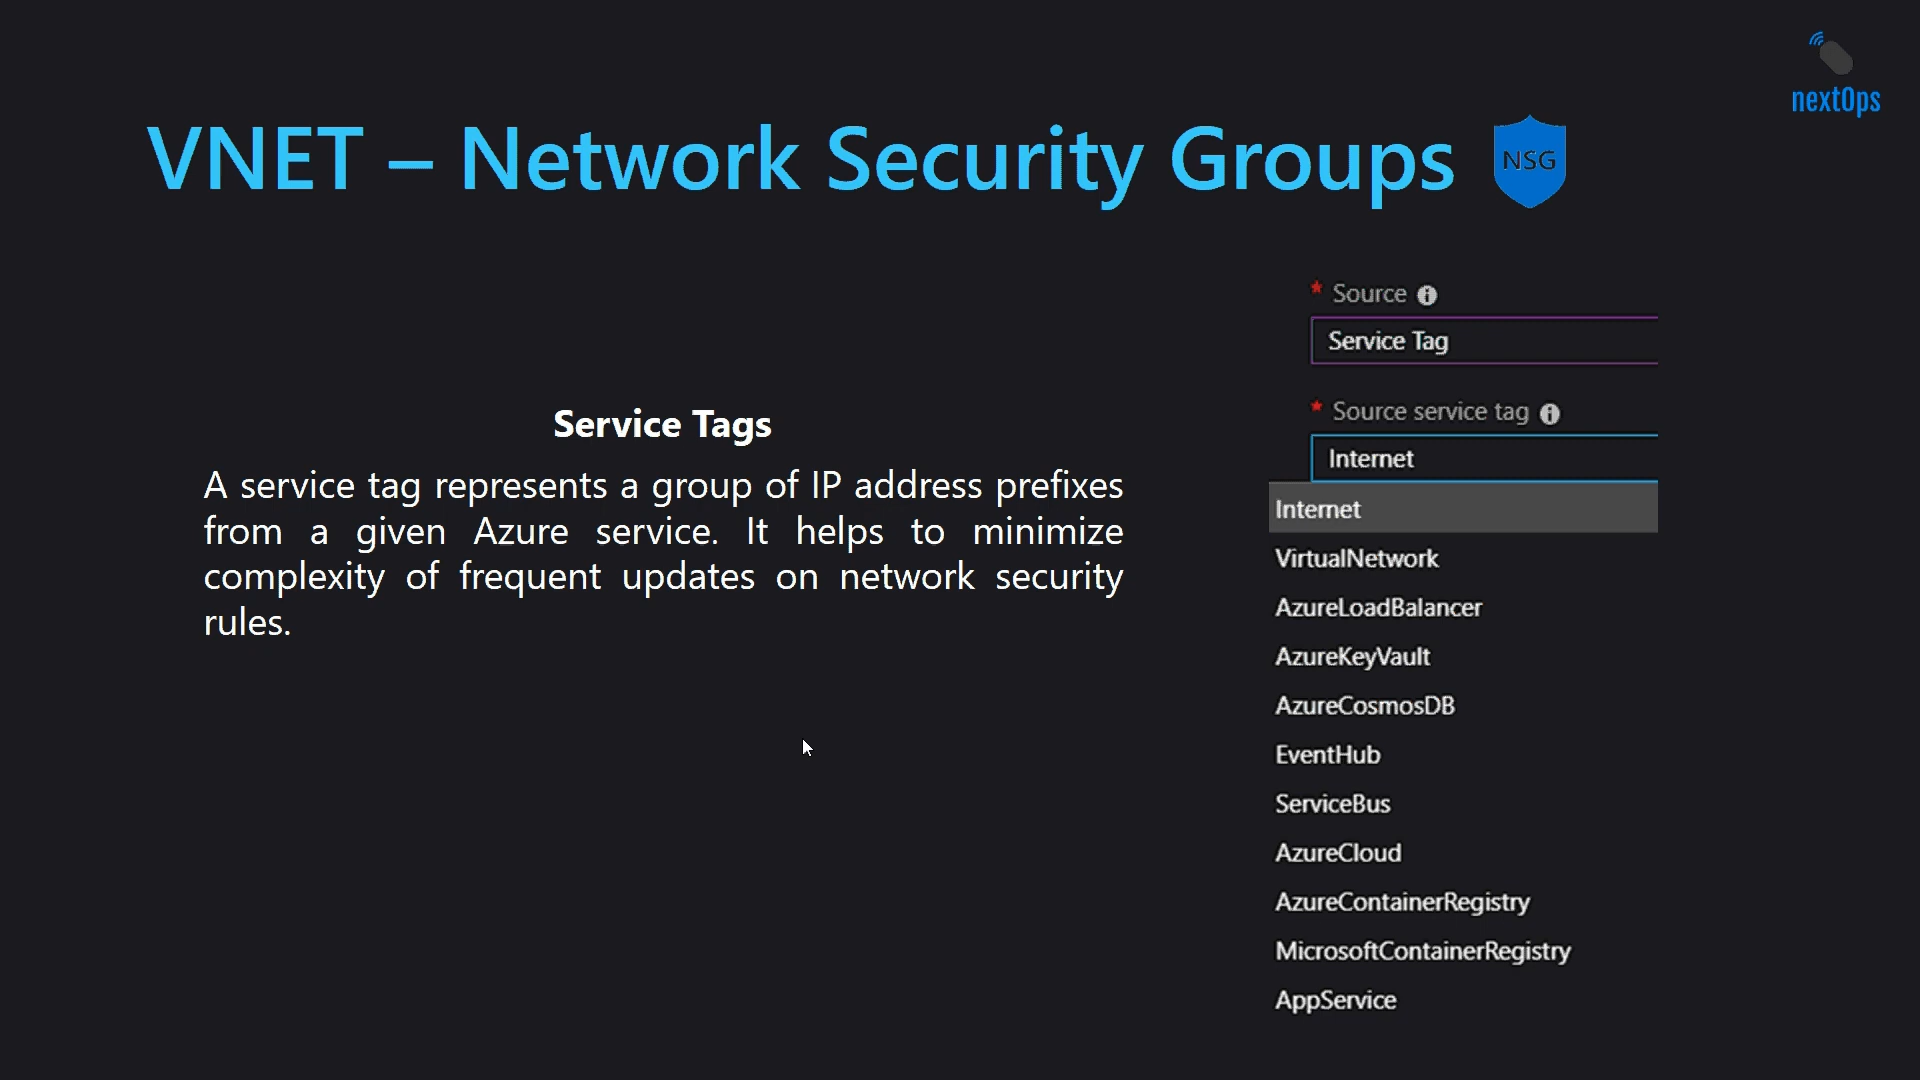 nextOps
VNET – Network Security Groups
NSG
Service Tags
A service tag represents a group of IP address prefixes
from a given Azure service. It helps to minimize
complexity of frequent updates on network security
rules.
* Source
Service Tag
* Source service tag
Internet
Internet
VirtualNetwork
AzureLoadBalancer
AzureKeyVault
AzureCosmosDB
EventHub
ServiceBus
AzureCloud
AzureContainerRegistry
MicrosoftContainerRegistry
AppService